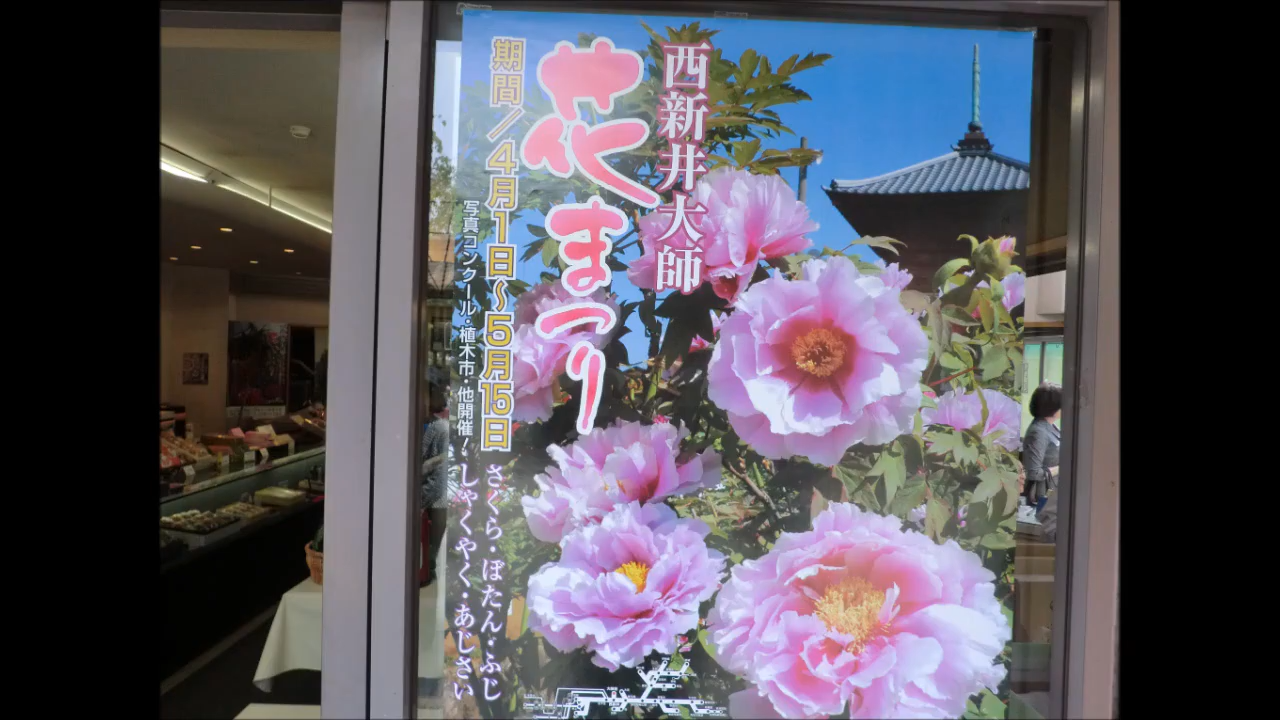 西新井大師
花まつり
期間／4月1日～5月15日
写真コンクール・植木市・他開催！
さくら・ぼたん・ふじ
しゃくやく・あじさい